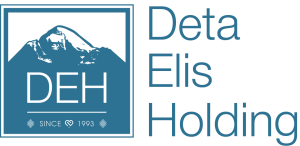 DEH
SINCE 1993
Deta
Elis
Holding